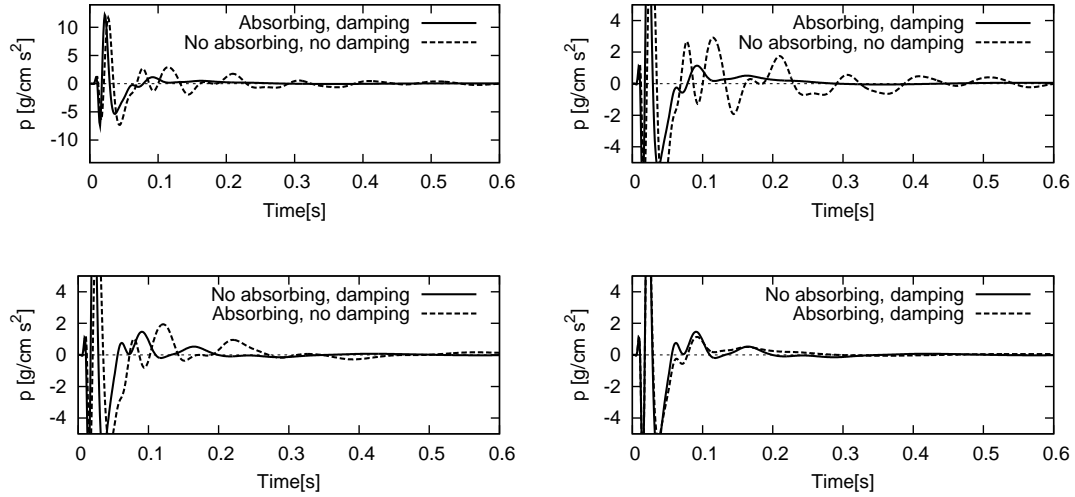 Absorbing, damping
No absorbing, no damping
p [g/cm s²]
10
5
0
-5
-10
0 0.1 0.2 0.3 0.4 0.5 0.6
Time[s]
Absorbing, damping
No absorbing, no damping
p [g/cm s²]
4
2
0
-2
-4
0 0.1 0.2 0.3 0.4 0.5 0.6
Time[s]
No absorbing, damping
Absorbing, no damping
p [g/cm s²]
4
2
0
-2
-4
0 0.1 0.2 0.3 0.4 0.5 0.6
Time[s]
No absorbing, damping
Absorbing, damping
p [g/cm s²]
4
2
0
-2
-4
0 0.1 0.2 0.3 0.4 0.5 0.6
Time[s]